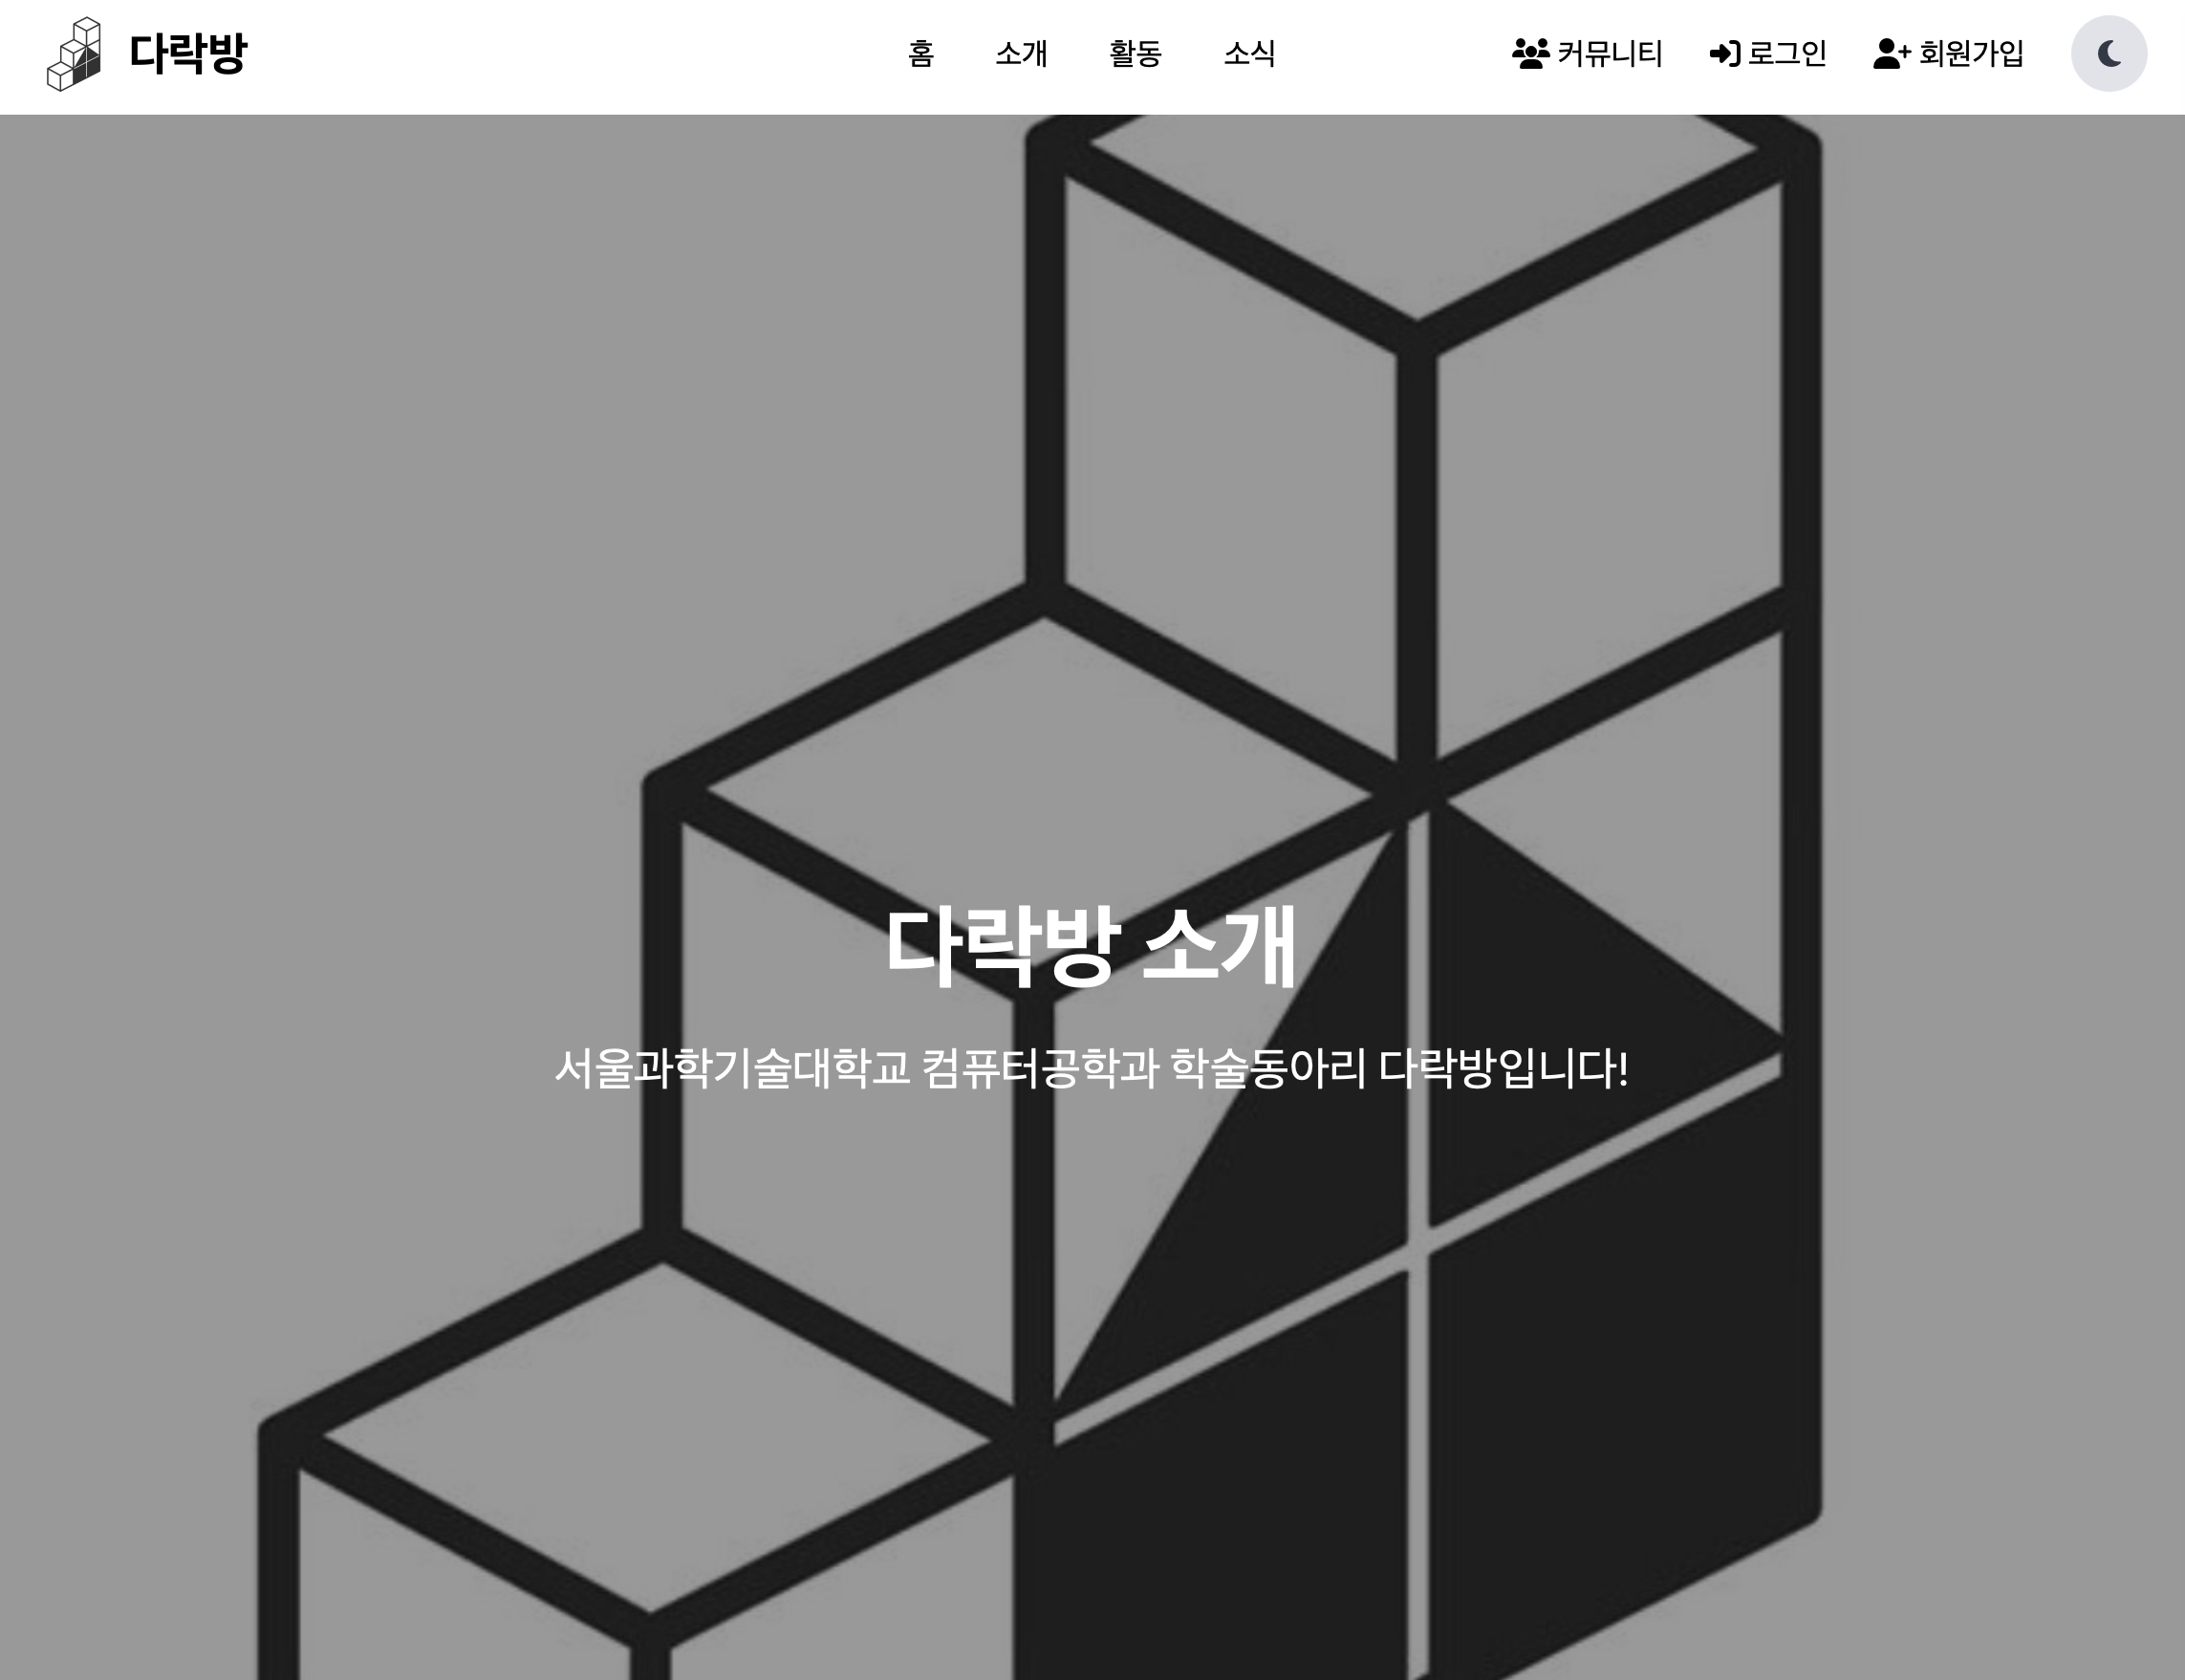 다락방
홈 소개 활동 소식
커뮤니티 로그인 회원가입
다락방 소개
서울과학기술대학교 컴퓨터공학과 학술동아리 다락방입니다!